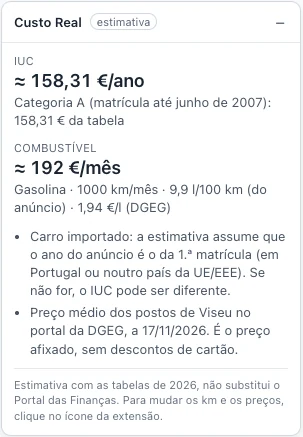 Custo Real estimativa −
IUC
≈ 158,31 €/ano
Categoria A (matrícula até junho de 2007):
158,31 € da tabela
COMBUSTÍVEL
≈ 192 €/mês
Gasolina · 1000 km/mês · 9,9 l/100 km (do
anúncio) · 1,94 €/l (DGEG)
• Carro importado: a estimativa assume que
o ano do anúncio é o da 1.ª matrícula (em
Portugal ou noutro país da UE/EEE). Se
não for, o IUC pode ser diferente.
• Preço médio dos postos de Viseu no
portal da DGEG, a 17/11/2026. É o preço
afixado, sem descontos de cartão.
Estimativa com as tabelas de 2026, não substitui o
Portal das Finanças. Para mudar os km e os preços,
clique no ícone da extensão.